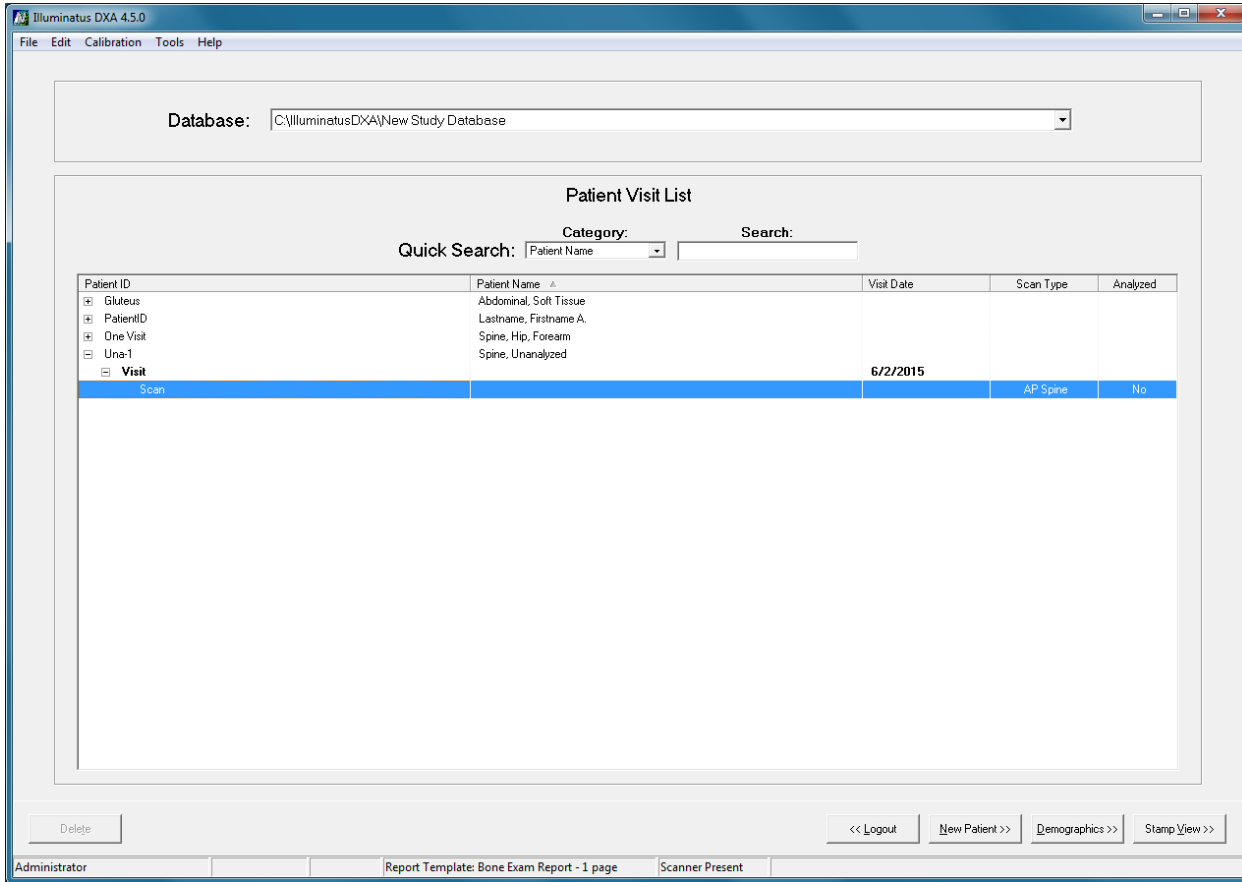 Illuminatus DXA 4.5.0
File Edit Calibration Tools Help
Database: C:\IlluminatusDXA\New Study Database
Patient Visit List
Category: Search:
Quick Search: Patient Name
Patient ID Patient Name Visit Date Scan Type Analyzed
Gluteus Abdominal, Soft Tissue
PatientID Lastname, Firstname A.
One Visit Spine, Hip, Forearm
Una-1 Spine, Unanalyzed
Visit 6/2/2015
Scan AP Spine No
Delete << Logout New Patient >> Demographics >> Stamp View >>
Administrator Report Template: Bone Exam Report - 1 page Scanner Present